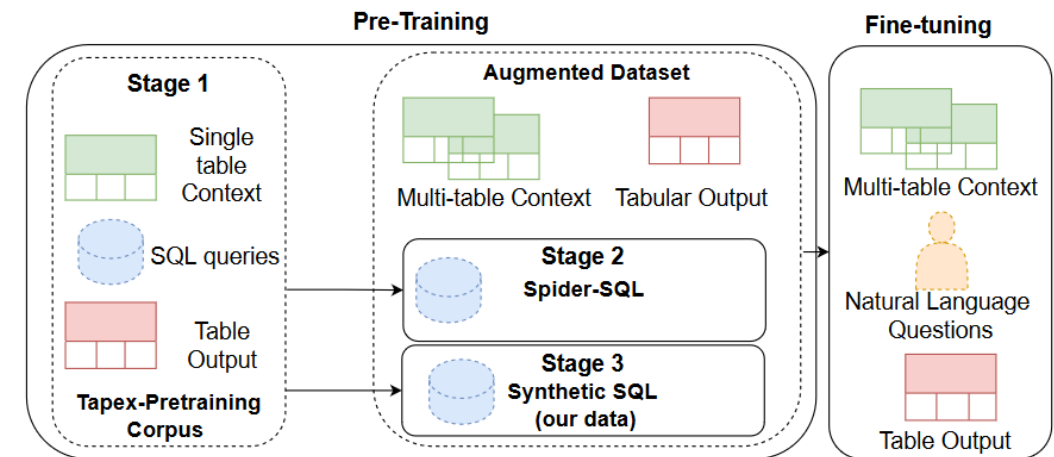 Pre-Training
Stage 1
Single
table
Context
SQL queries
Table
Output
Tapex-Pretraining
Corpus
Augmented Dataset
Multi-table Context
Tabular Output
Stage 2
Spider-SQL
Stage 3
Synthetic SQL
(our data)
Fine-tuning
Multi-table Context
Natural Language
Questions
Table Output